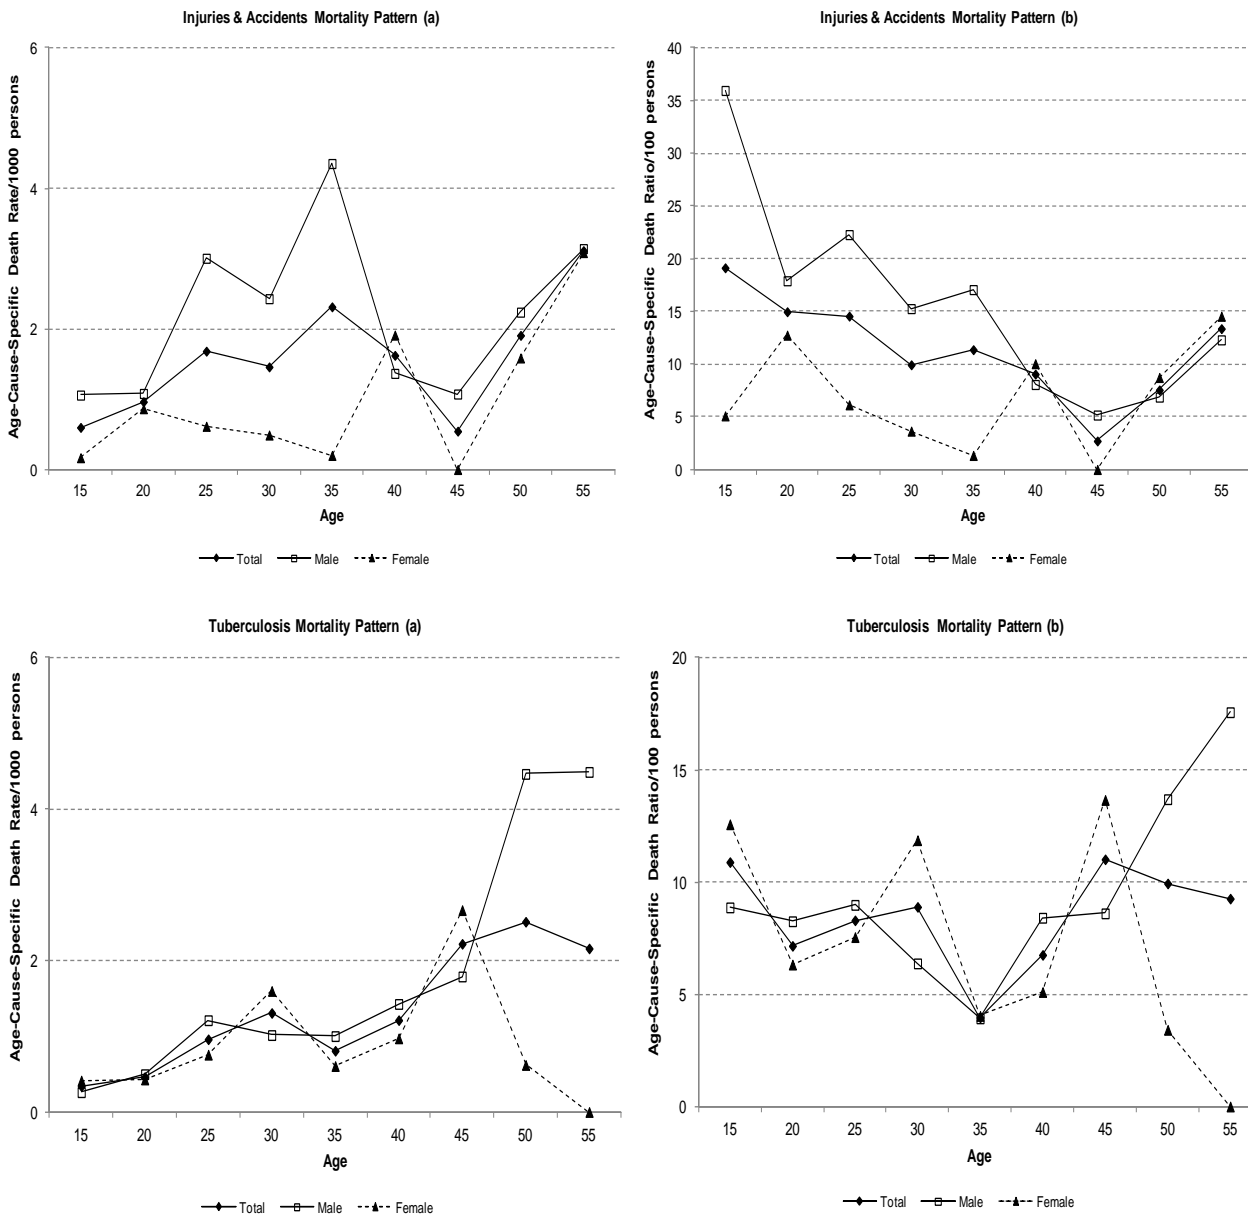 Injuries & Accidents Mortality Pattern (a)
Age-Cause-Specific Death Rate/1000 persons
6
4
2
0
15 20 25 30 35 40 45 50 55
Age
Total Male Female
Injuries & Accidents Mortality Pattern (b)
Age-Cause-Specific Death Ratio/100 persons
40
35
30
25
20
15
10
5
0
15 20 25 30 35 40 45 50 55
Age
Total Male Female
Tuberculosis Mortality Pattern (a)
Age-Cause-Specific Death Rate/1000 persons
6
4
2
0
15 20 25 30 35 40 45 50 55
Age
Total Male Female
Tuberculosis Mortality Pattern (b)
Age-Cause-Specific Death Ratio/100 persons
20
15
10
5
0
15 20 25 30 35 40 45 50 55
Age
Total Male Female